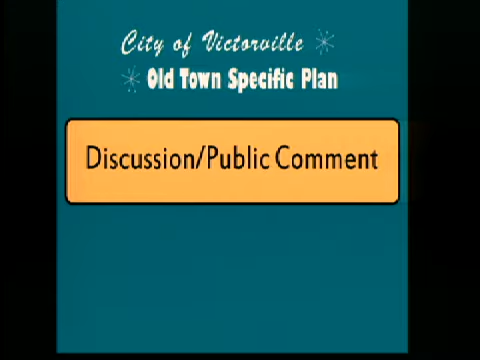 City of Victorville
Old Town Specific Plan
Discussion/Public Comment